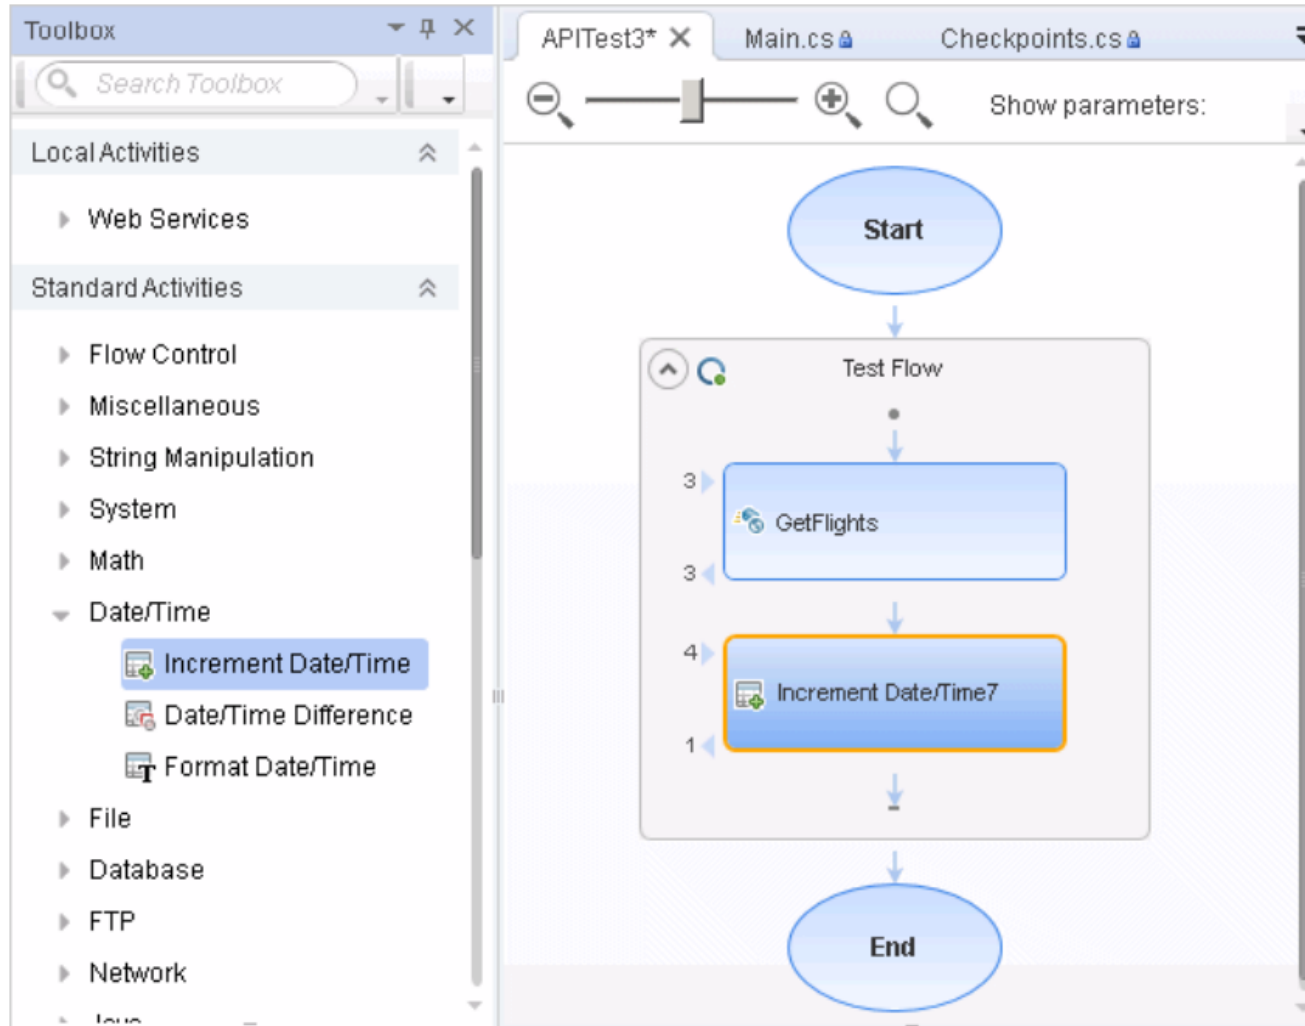 Toolbox
Search Toolbox
Local Activities
Web Services
Standard Activities
Flow Control
Miscellaneous
String Manipulation
System
Math
Date/Time
Increment Date/Time
Date/Time Difference
Format Date/Time
File
Database
FTP
Network
APITest3*
Main.cs
Checkpoints.cs
Show parameters:
Start
Test Flow
3
GetFlights
3
4
Increment Date/Time7
1
End